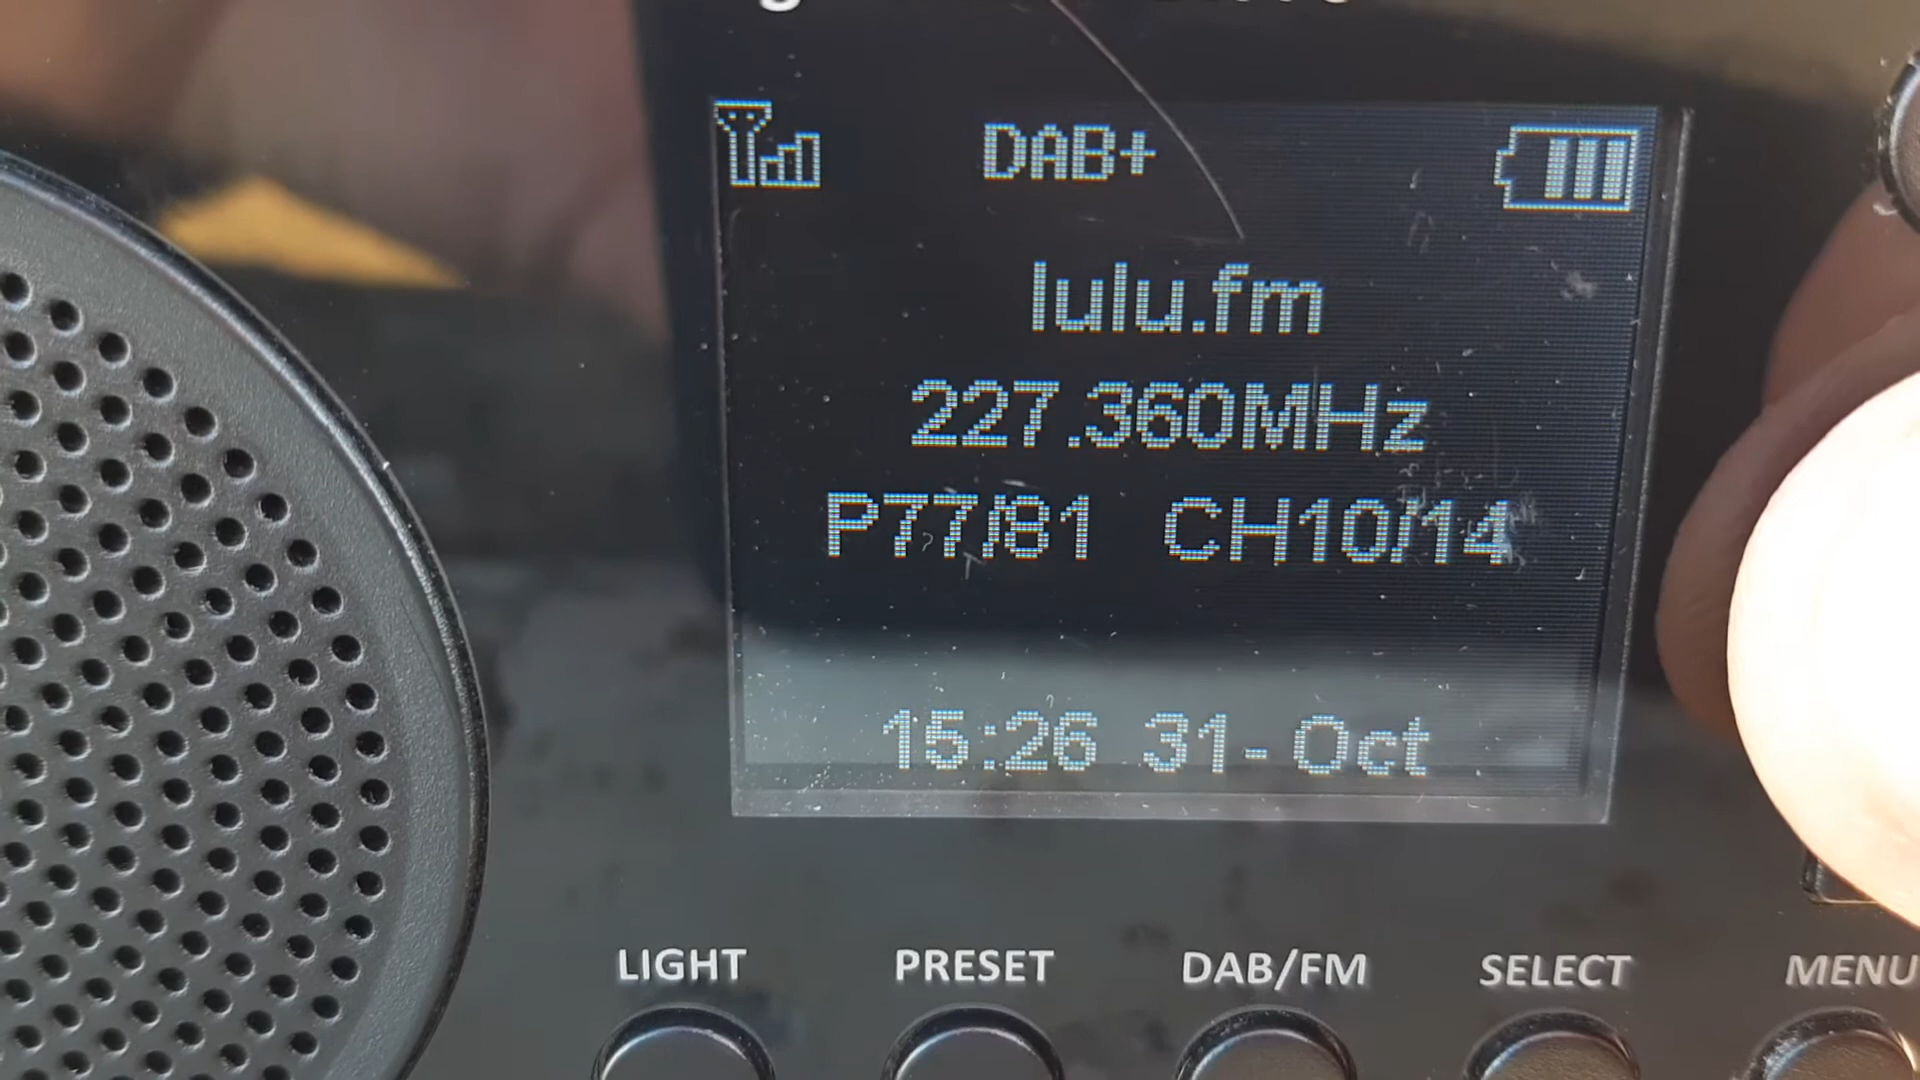 DAB+
lulu.fm
227.360MHz
P77/81 CH10/14
15:26 31-Oct
LIGHT PRESET DAB/FM SELECT MENU